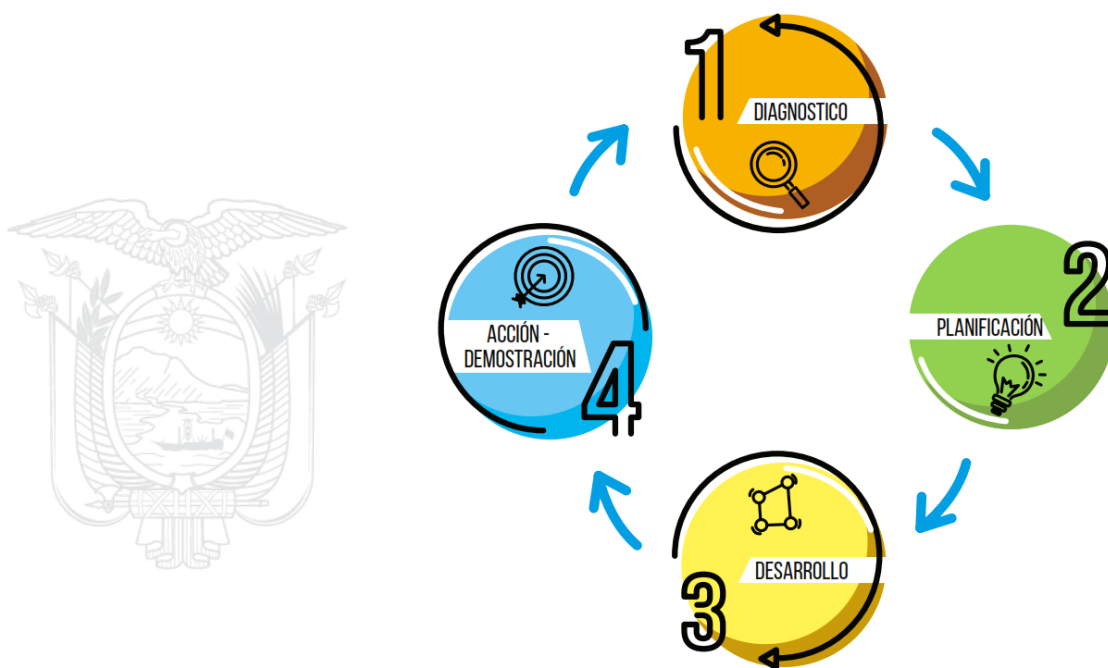 1
DIAGNOSTICO
2
PLANIFICACIÓN
3
DESARROLLO
4
ACCIÓN -
DEMOSTRACIÓN